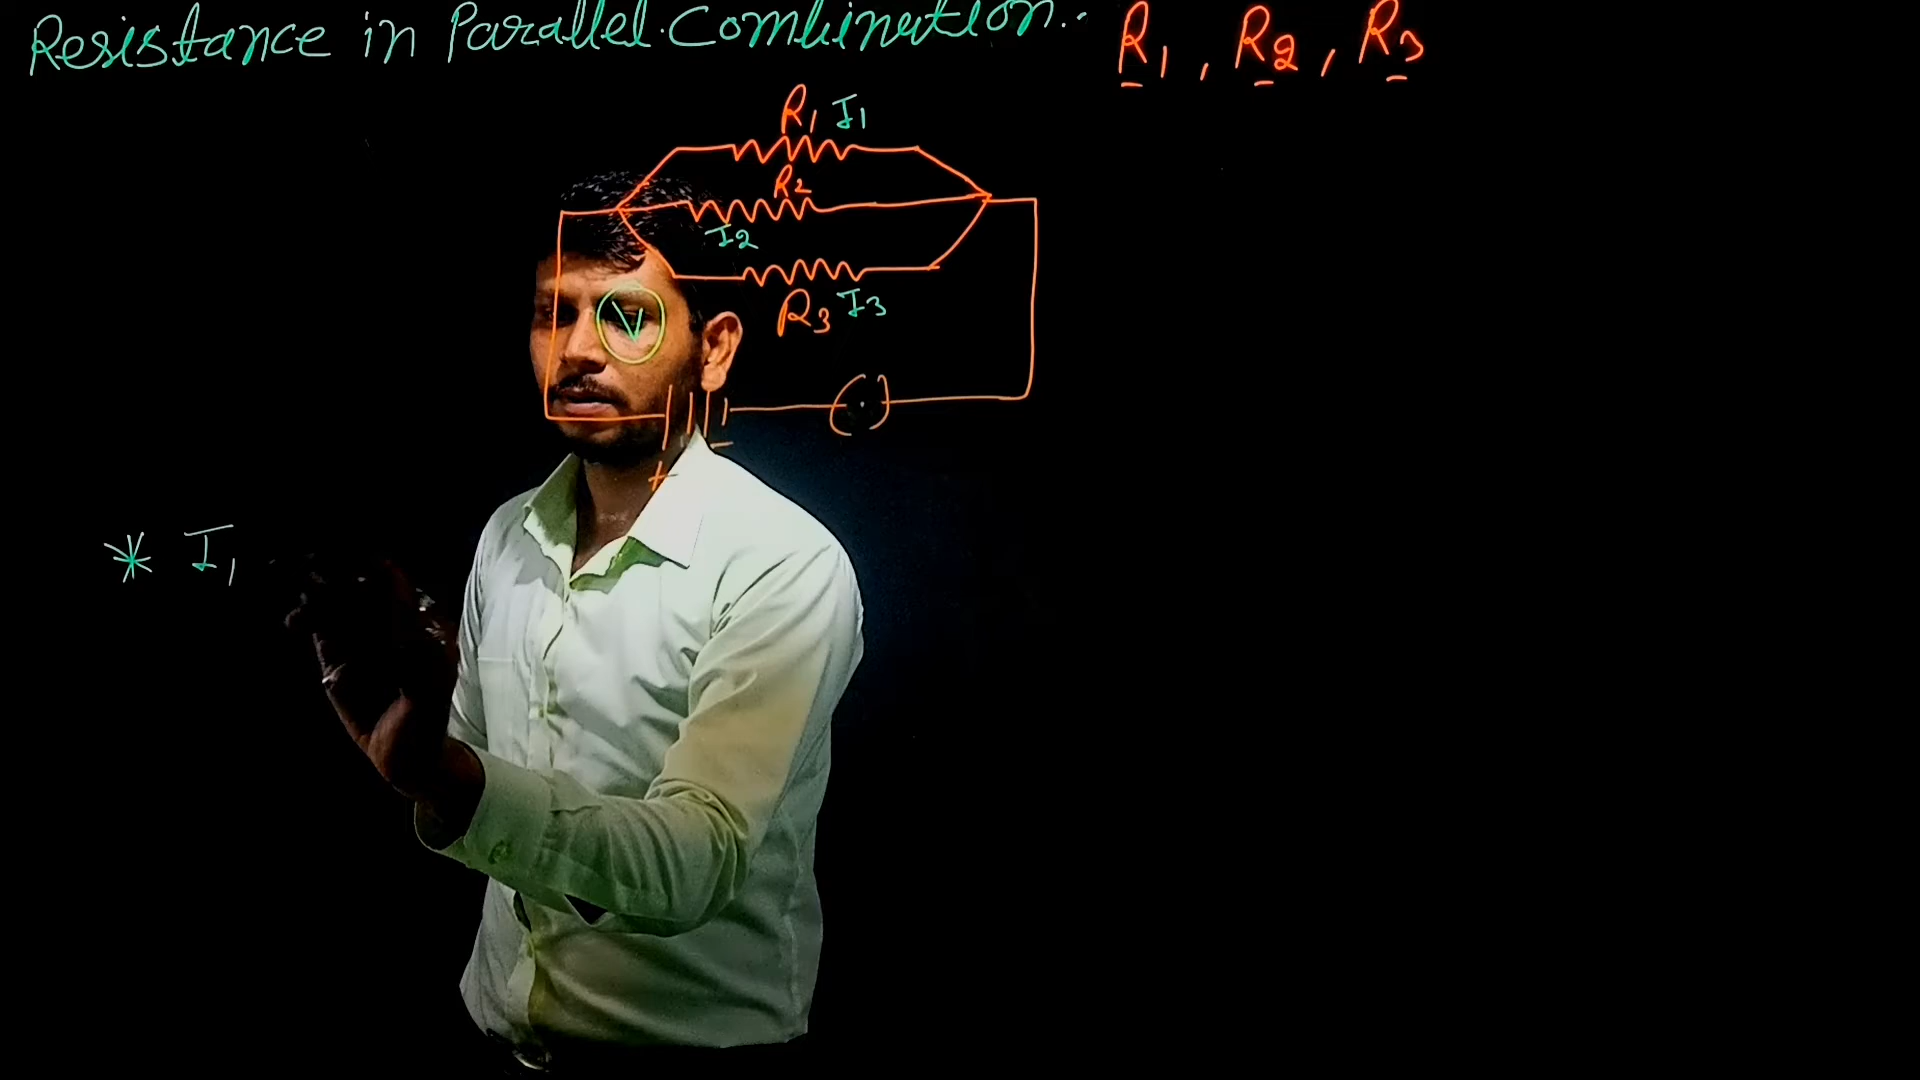 Resistance in Parallel Combination:- R1, R2, R3
R1 I1
R2
I2
V
R3 I3
( · )
+ -
* I1